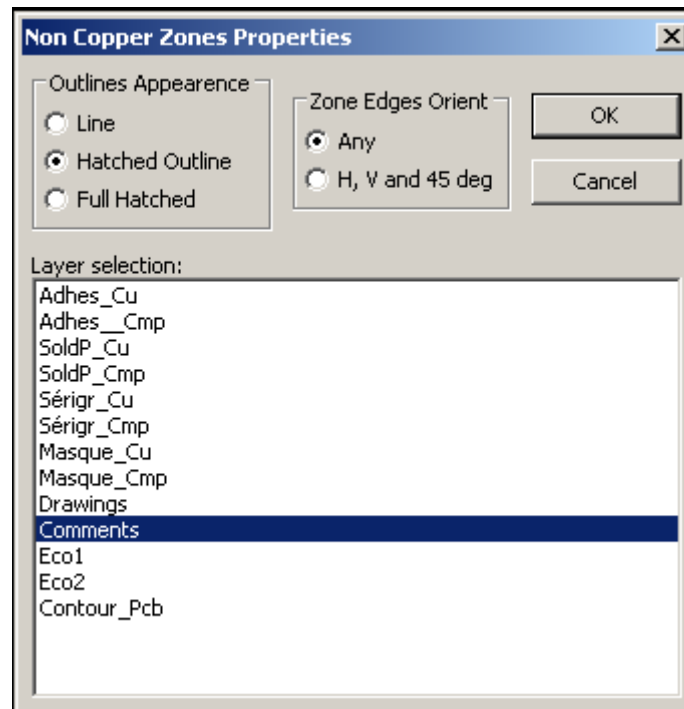 Non Copper Zones Properties
Outlines Appearence
Line
Hatched Outline
Full Hatched
Zone Edges Orient
Any
H, V and 45 deg
OK
Cancel
Layer selection:
Adhes_Cu
Adhes__Cmp
SoldP_Cu
SoldP_Cmp
Sérigr_Cu
Sérigr_Cmp
Masque_Cu
Masque_Cmp
Drawings
Comments
Eco1
Eco2
Contour_Pcb